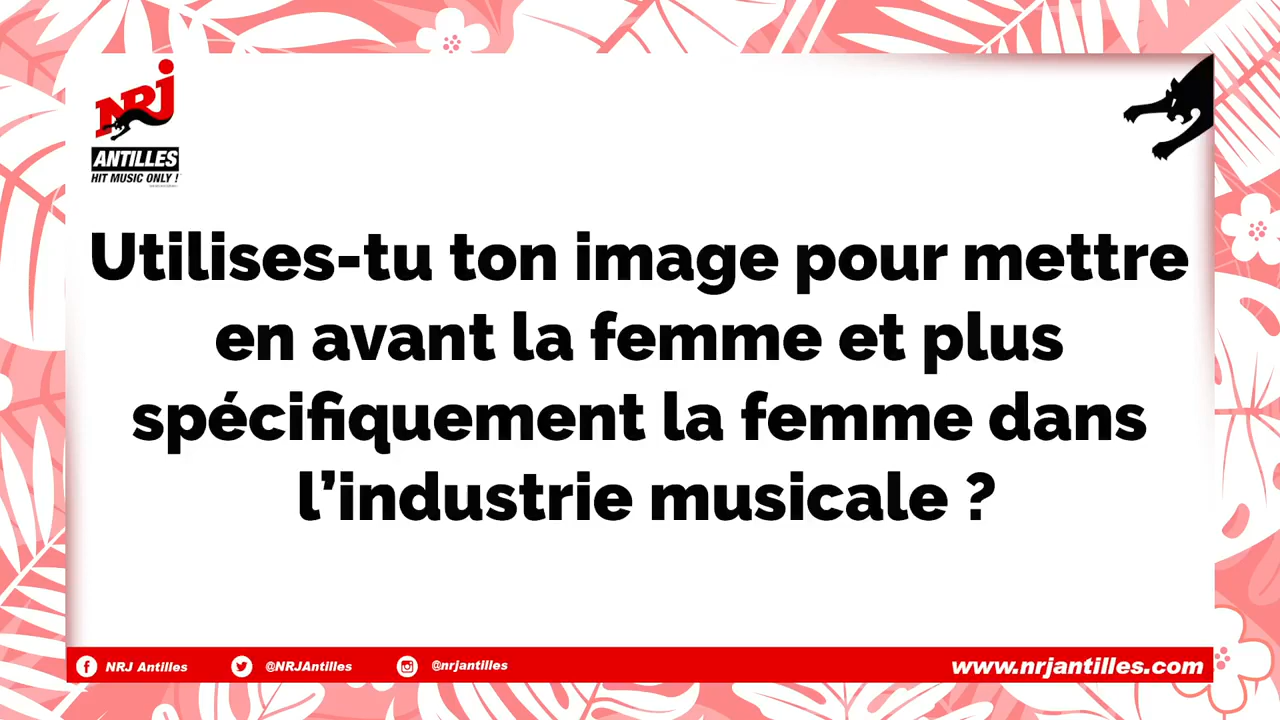 NRJ
ANTILLES
HIT MUSIC ONLY !
Utilises-tu ton image pour mettre
en avant la femme et plus
spécifiquement la femme dans
l’industrie musicale ?
NRJ Antilles
@NRJAntilles
@nrjantilles
www.nrjantilles.com